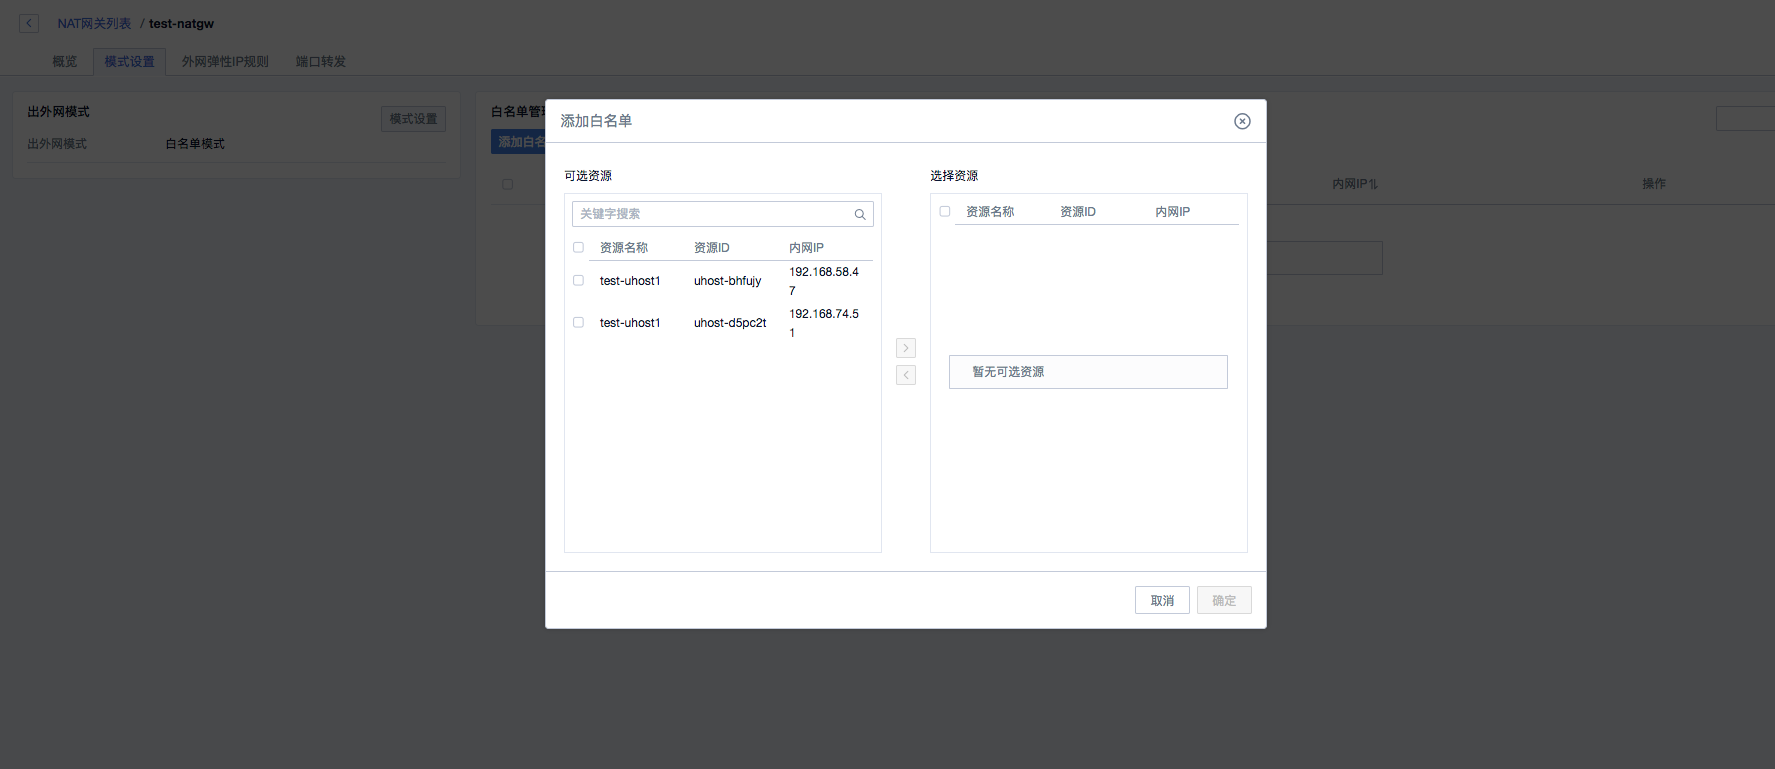 NAT网关列表 / test-natgw
概览 模式设置 外网弹性IP规则 端口转发
出外网模式
模式设置
出外网模式 白名单模式
白名单管
添加白名
内网IP
操作
添加白名单
可选资源
关键字搜索
资源名称 资源ID 内网IP
test-uhost1 uhost-bhfujy 192.168.58.4
7
test-uhost1 uhost-d5pc2t 192.168.74.5
1
选择资源
资源名称 资源ID 内网IP
暂无可选资源
取消 确定